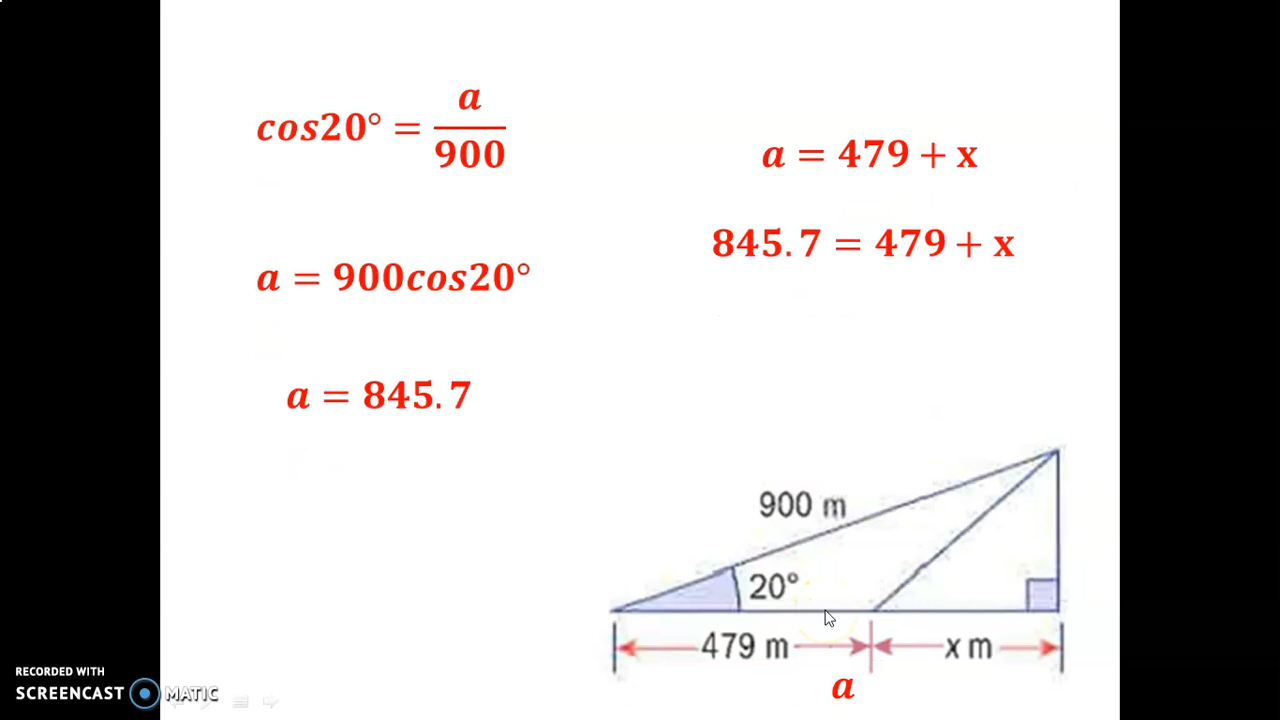 cos20° = a/900
a = 900cos20°
a = 845.7
a = 479 + x
845.7 = 479 + x
900 m
20°
479 m
x m
a
RECORDED WITH
SCREENCAST MATIC